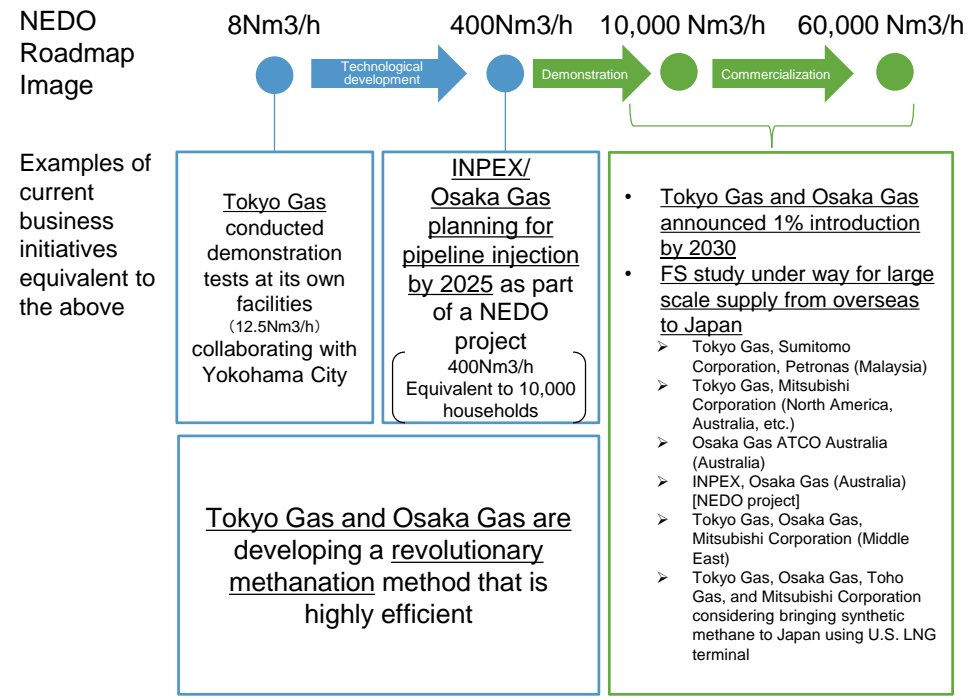 NEDO
Roadmap
Image
8Nm3/h
400Nm3/h
10,000 Nm3/h
60,000 Nm3/h
Technological
development
Demonstration
Commercialization
Examples of
current
business
initiatives
equivalent to
the above
Tokyo Gas
conducted
demonstration
tests at its own
facilities
（12.5Nm3/h）
collaborating with
Yokohama City
INPEX/
Osaka Gas
planning for
pipeline injection
by 2025 as part
of a NEDO
project
400Nm3/h
Equivalent to 10,000
households
Tokyo Gas and Osaka Gas are
developing a revolutionary
methanation method that is
highly efficient
• Tokyo Gas and Osaka Gas
announced 1% introduction
by 2030
• FS study under way for large
scale supply from overseas
to Japan
➢ Tokyo Gas, Sumitomo
Corporation, Petronas (Malaysia)
➢ Tokyo Gas, Mitsubishi
Corporation (North America,
Australia, etc.)
➢ Osaka Gas ATCO Australia
(Australia)
➢ INPEX, Osaka Gas (Australia)
[NEDO project]
➢ Tokyo Gas, Osaka Gas,
Mitsubishi Corporation (Middle
East)
➢ Tokyo Gas, Osaka Gas, Toho
Gas, and Mitsubishi Corporation
considering bringing synthetic
methane to Japan using U.S. LNG
terminal